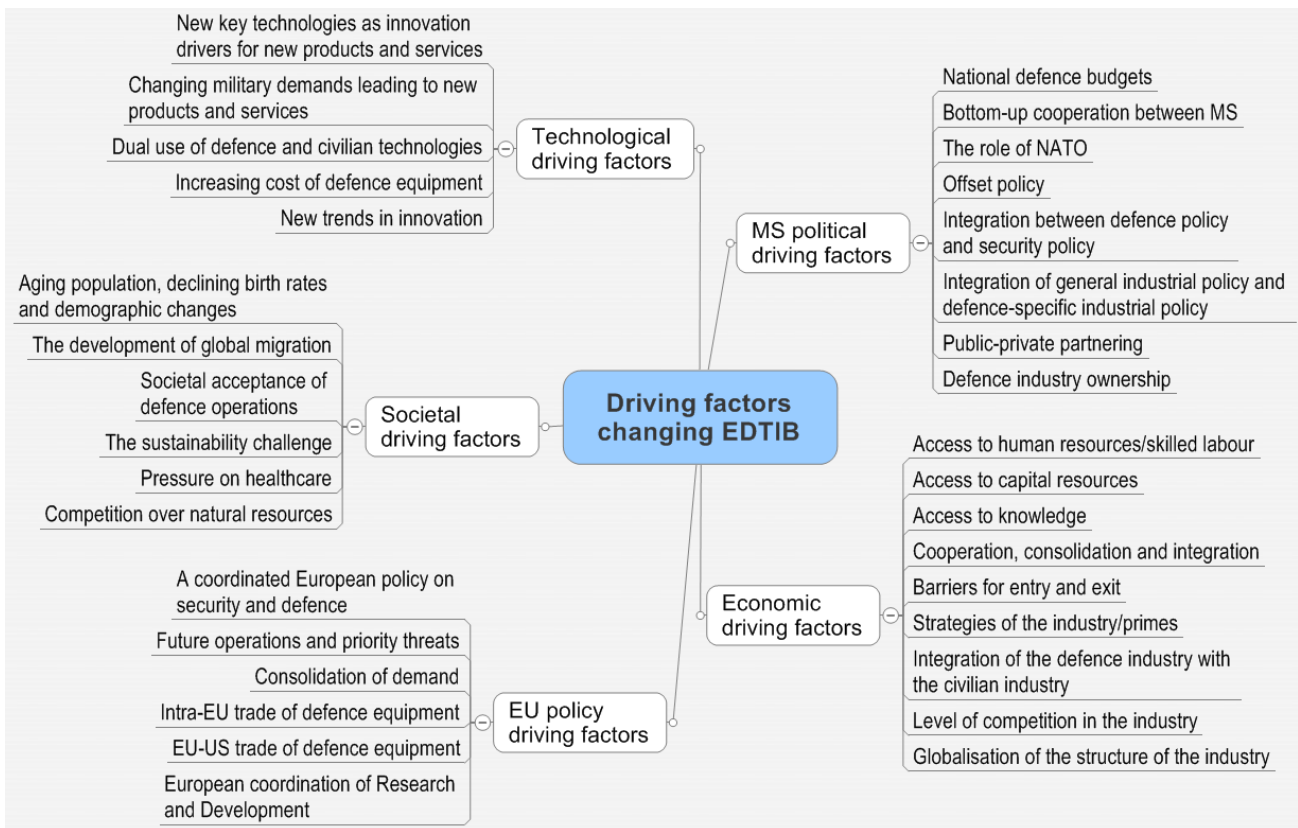 New key technologies as innovation
drivers for new products and services
Changing military demands leading to new
products and services
Dual use of defence and civilian technologies
Increasing cost of defence equipment
New trends in innovation
Technological
driving factors
National defence budgets
Bottom-up cooperation between MS
The role of NATO
Offset policy
Integration between defence policy
and security policy
Integration of general industrial policy and
defence-specific industrial policy
Public-private partnering
Defence industry ownership
MS political
driving factors
Aging population, declining birth rates
and demographic changes
The development of global migration
Societal acceptance of
defence operations
The sustainability challenge
Pressure on healthcare
Competition over natural resources
Societal
driving factors
Driving factors
changing EDTIB
Access to human resources/skilled labour
Access to capital resources
Access to knowledge
Cooperation, consolidation and integration
Barriers for entry and exit
Strategies of the industry/primes
Integration of the defence industry with
the civilian industry
Level of competition in the industry
Globalisation of the structure of the industry
Economic
driving factors
A coordinated European policy on
security and defence
Future operations and priority threats
Consolidation of demand
Intra-EU trade of defence equipment
EU-US trade of defence equipment
European coordination of Research
and Development
EU policy
driving factors